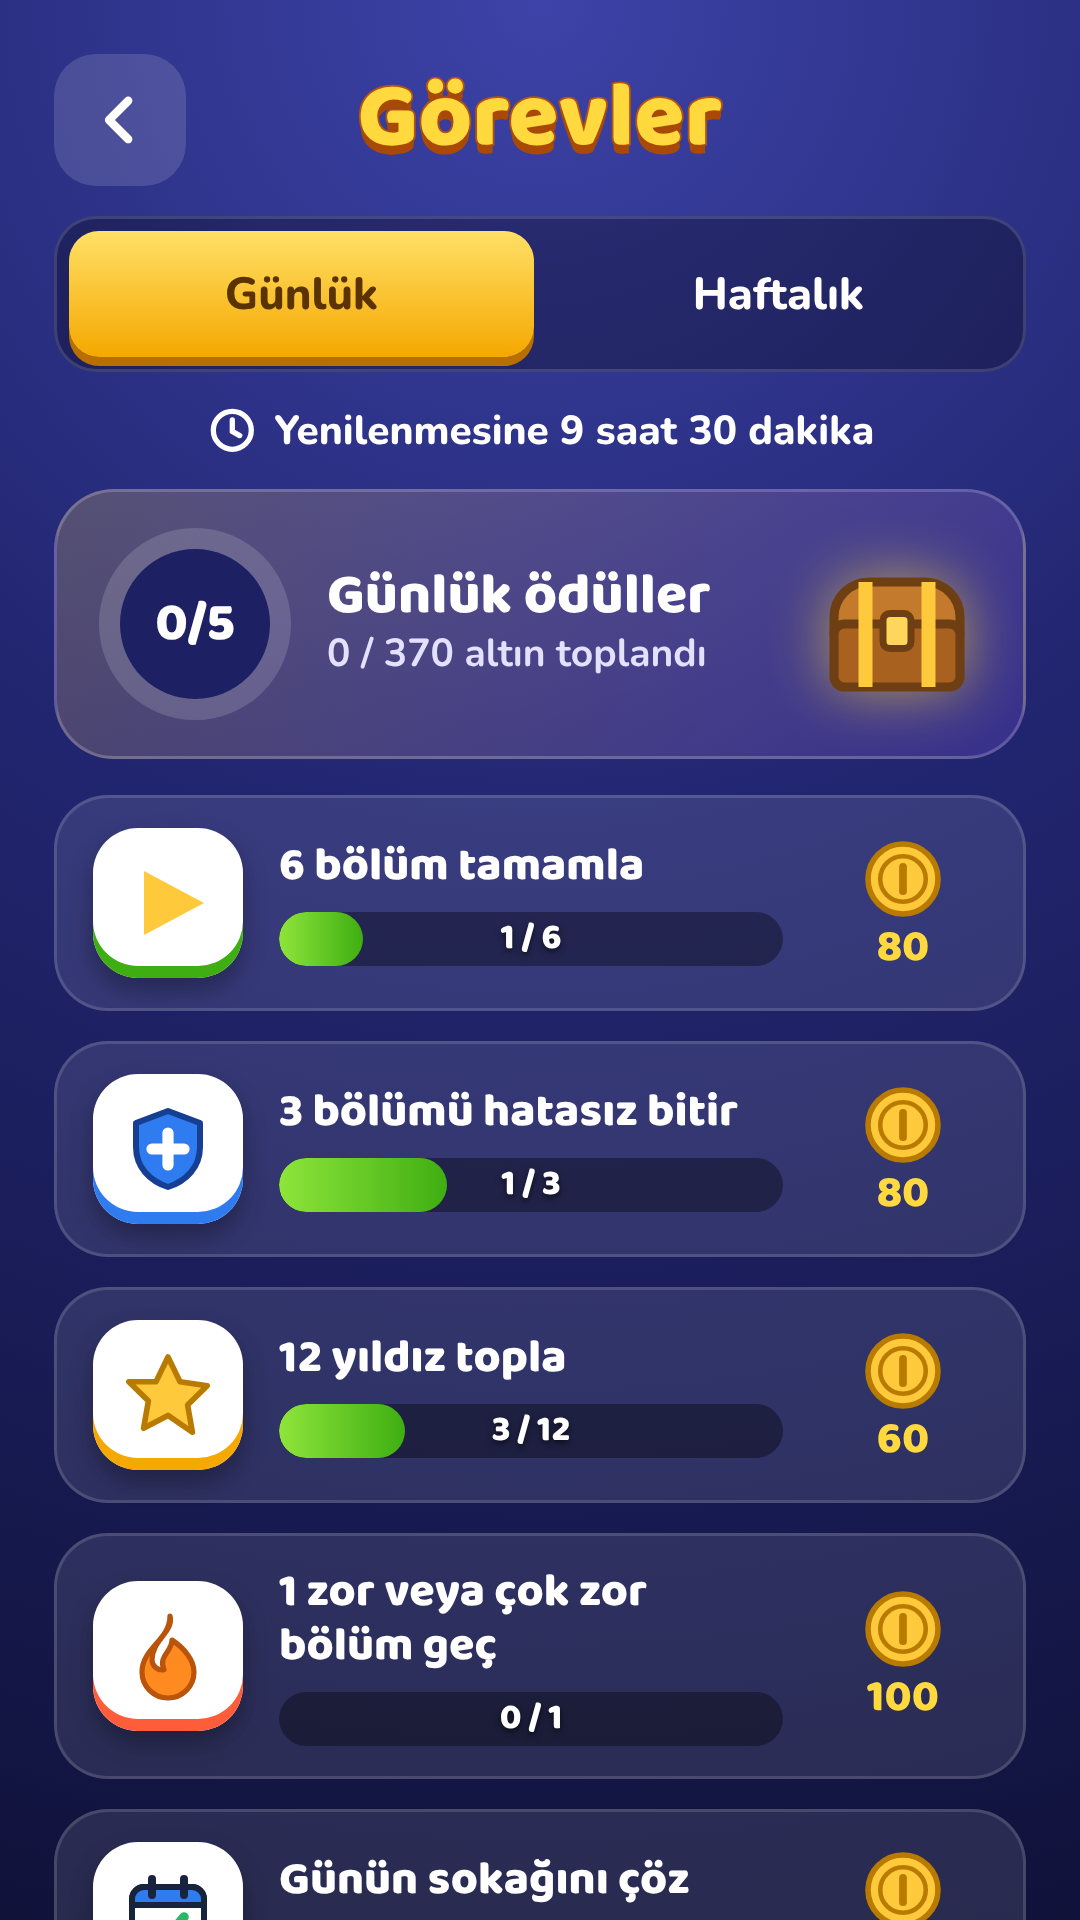 Görevler
Günlük
Haftalık
Yenilenmesine 9 saat 30 dakika
0/5
Günlük ödüller
0 / 370 altın toplandı
6 bölüm tamamla
1 / 6
80
3 bölümü hatasız bitir
1 / 3
80
12 yıldız topla
3 / 12
60
1 zor veya çok zor
bölüm geç
0 / 1
100
Günün sokağını çöz